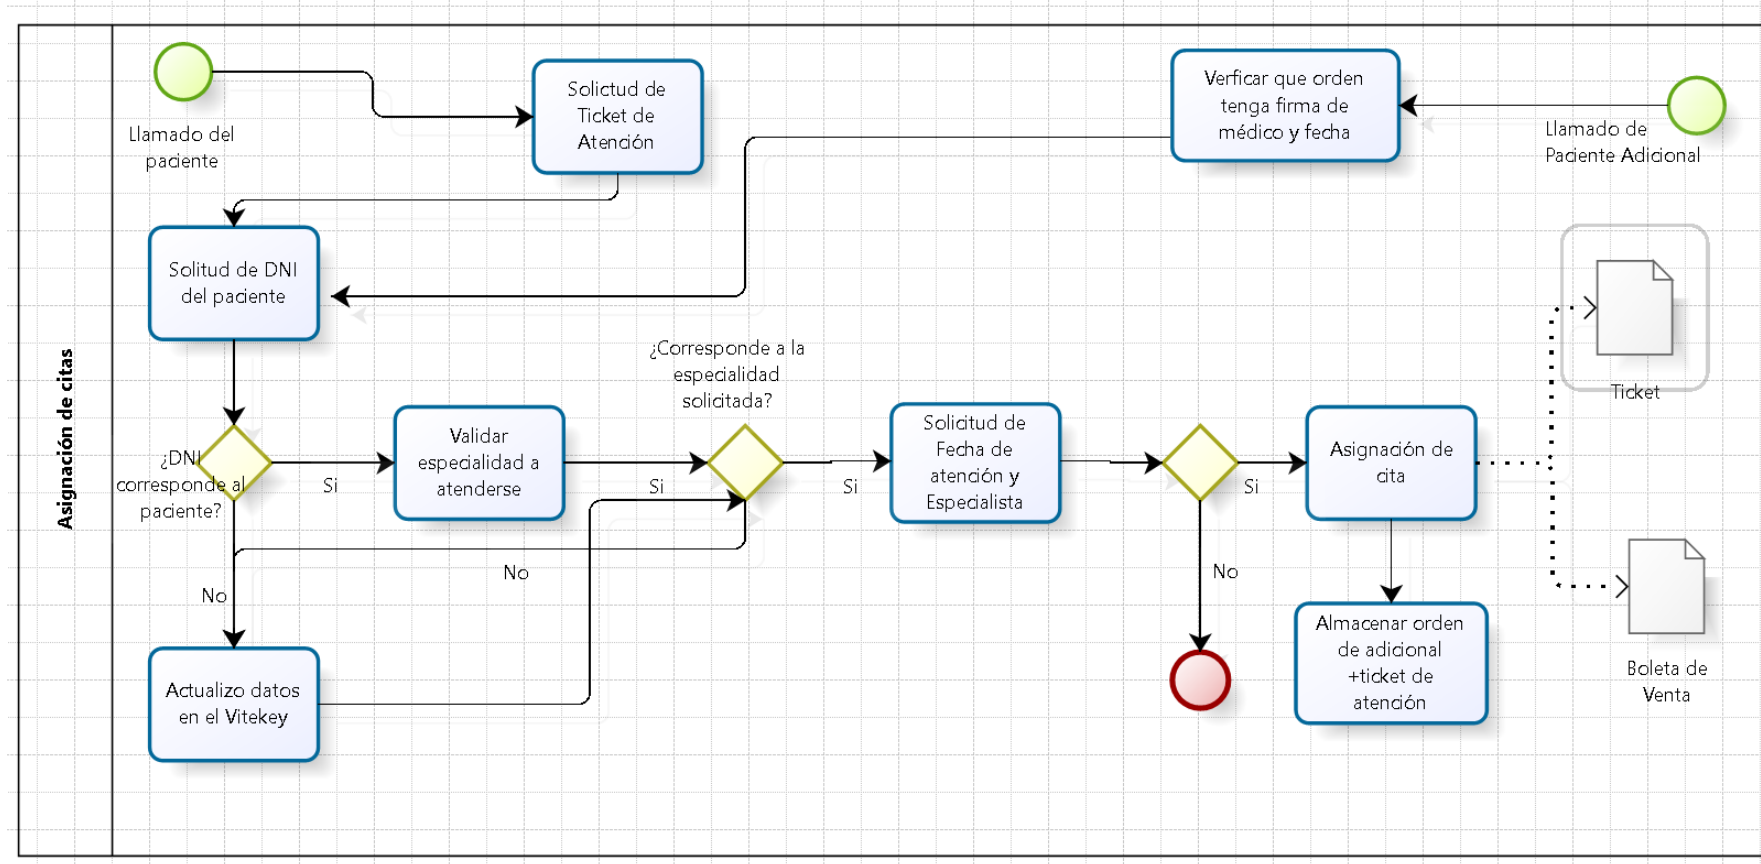 Asignación de citas
Llamado del
paciente
Solictud de
Ticket de
Atención
Verficar que orden
tenga firma de
médico y fecha
Llamado de
Paciente Adicional
Solitud de DNI
del paciente
¿DNI
corresponde al
paciente?
Si
No
Validar
especialidad a
atenderse
Si
¿Corresponde a la
especialidad
solicitada?
Si
No
Solicitud de
Fecha de
atención y
Especialista
Si
No
Asignación de
cita
Ticket
Boleta de
Venta
Almacenar orden
de adicional
+ticket de
atención
Actualizo datos
en el Vitekey